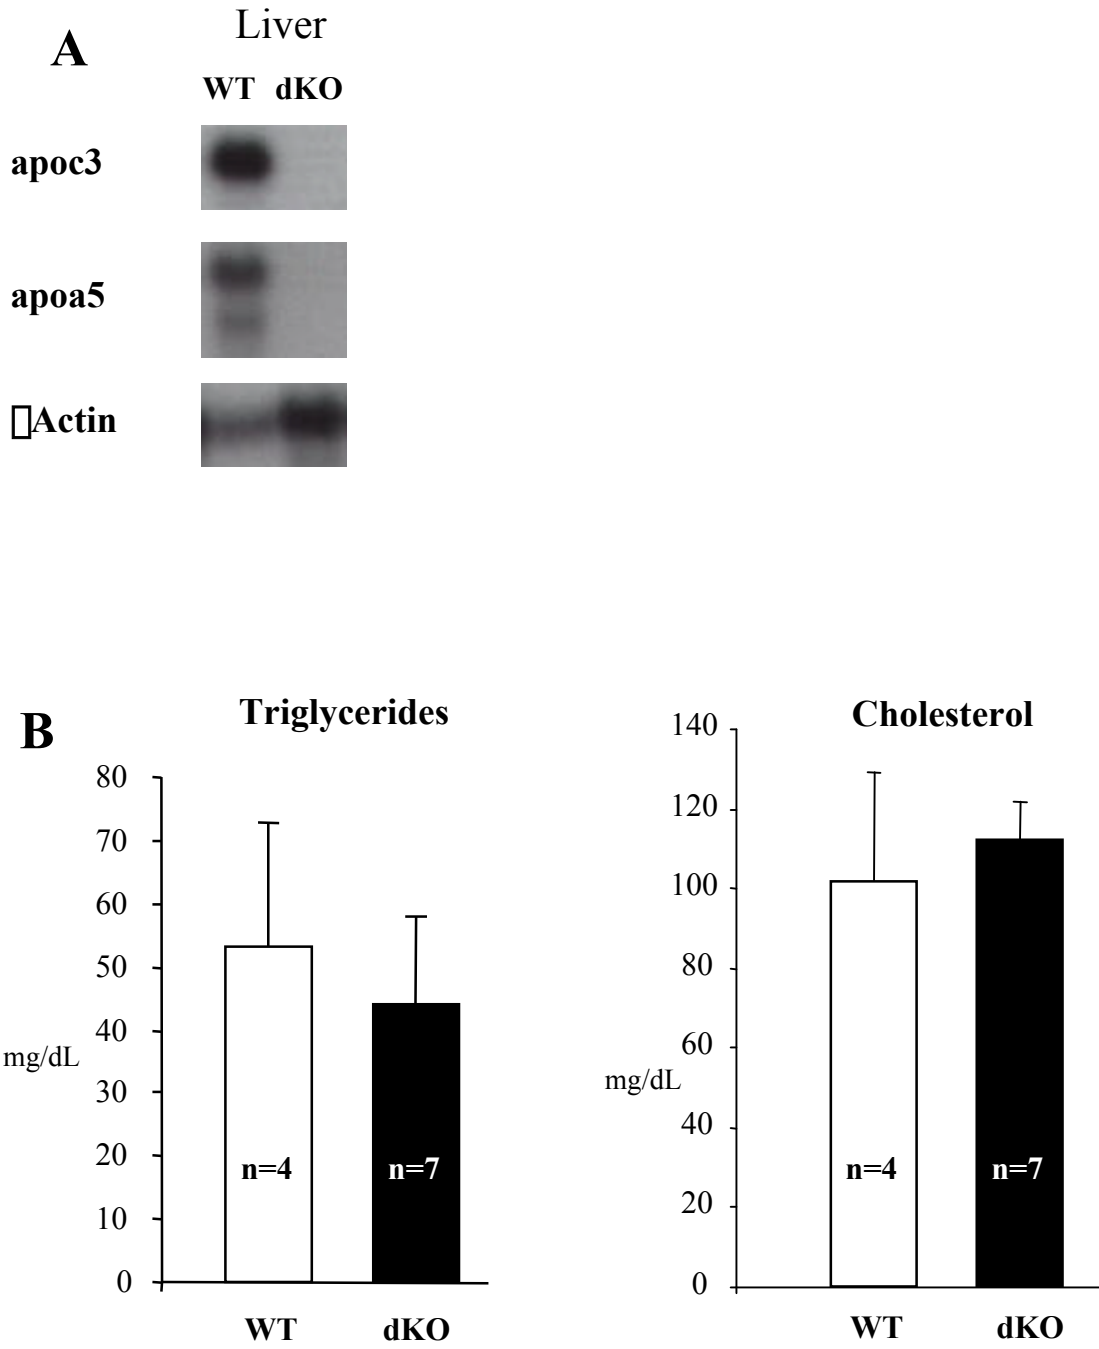 A
Liver
WT dKO
apoc3
apoa5
Actin
B
Triglycerides
80
70
60
50
40
30
20
10
0
mg/dL
n=4
n=7
WT
dKO
Cholesterol
140
120
100
80
60
40
20
0
mg/dL
n=4
n=7
WT
dKO